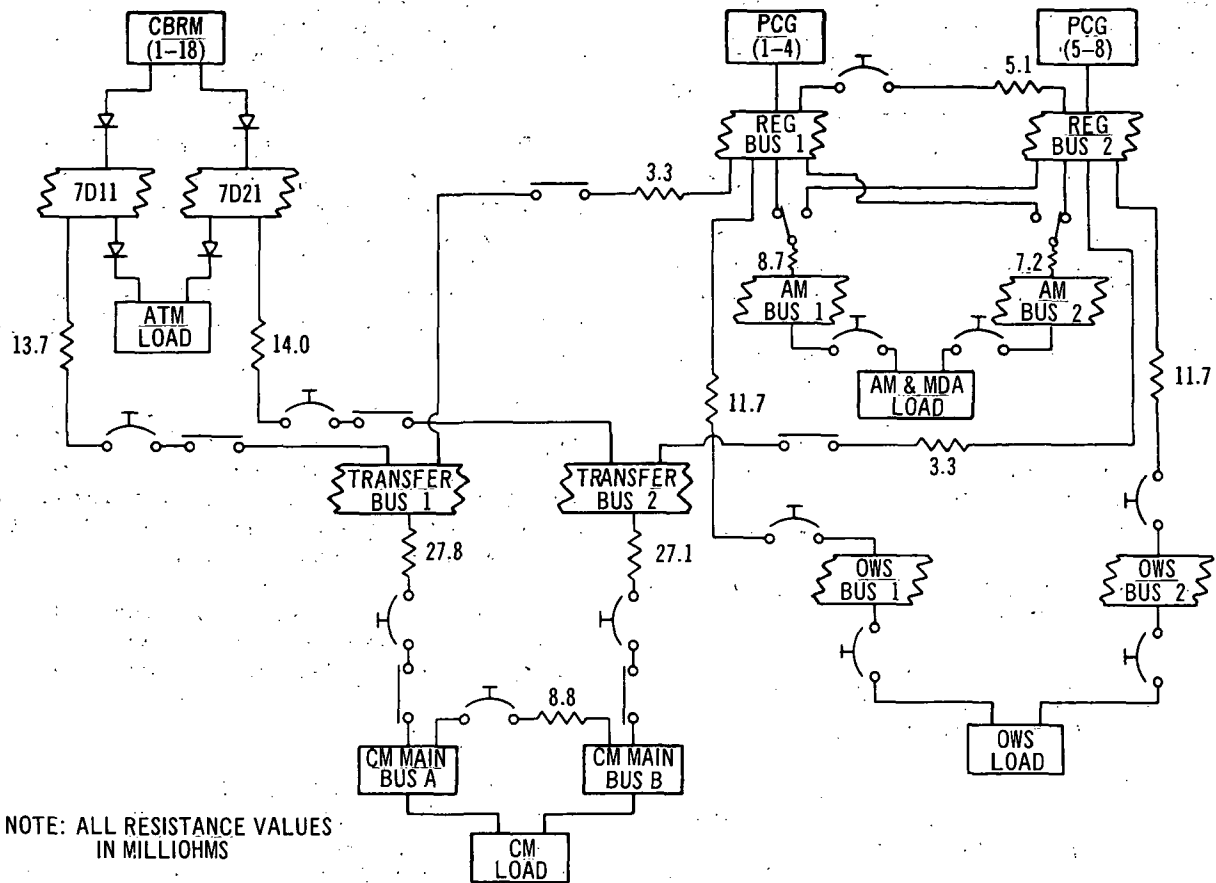 CBRM
(1-18)
PCG
(1-4)
PCG
(5-8)
5.1
REG
BUS 1
REG
BUS 2
7D11
7D21
3.3
8.7
7.2
AM
BUS 1
AM
BUS 2
ATM
LOAD
13.7
14.0
11.7
AM & MDA
LOAD
11.7
3.3
TRANSFER
BUS 1
TRANSFER
BUS 2
27.8
27.1
OWS
BUS 1
OWS
BUS 2
8.8
CM MAIN
BUS A
CM MAIN
BUS B
OWS
LOAD
NOTE: ALL RESISTANCE VALUES
IN MILLIOHMS
CM
LOAD